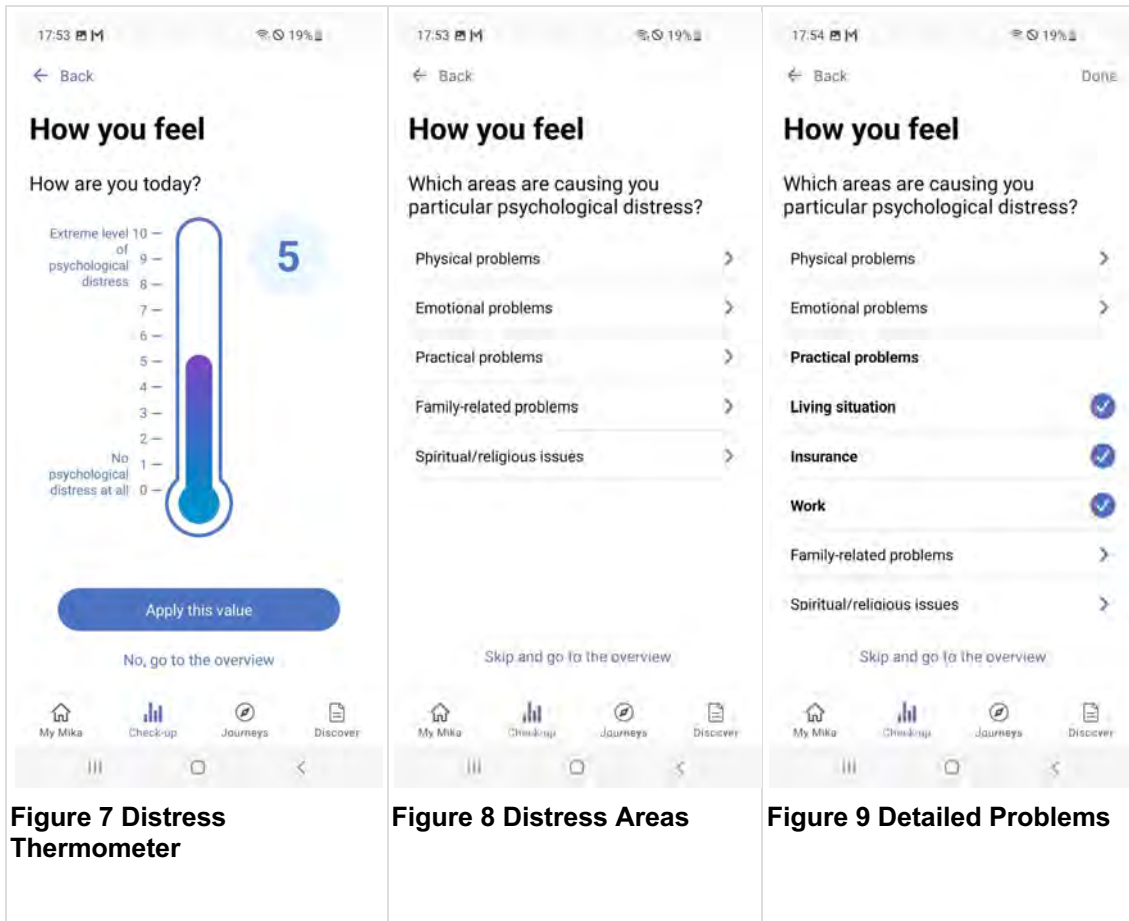 17:53 M 19%
Back
How you feel
How are you today?
Extreme level 10
of
psychological 9
distress 8
7
6
5
4
3
2
No 1
psychological
distress at all 0
5
Apply this value
No, go to the overview
My Mika Check-up Journeys Discover
Figure 7 Distress
Thermometer
17:53 M 19%
Back
How you feel
Which areas are causing you
particular psychological distress?
Physical problems
Emotional problems
Practical problems
Family-related problems
Spiritual/religious issues
Skip and go to the overview
My Mika Check-up Journeys Discover
Figure 8 Distress Areas
17:54 M 19%
Back Done
How you feel
Which areas are causing you
particular psychological distress?
Physical problems
Emotional problems
Practical problems
Living situation
Insurance
Work
Family-related problems
Spiritual/religious issues
Skip and go to the overview
My Mika Check-up Journeys Discover
Figure 9 Detailed Problems